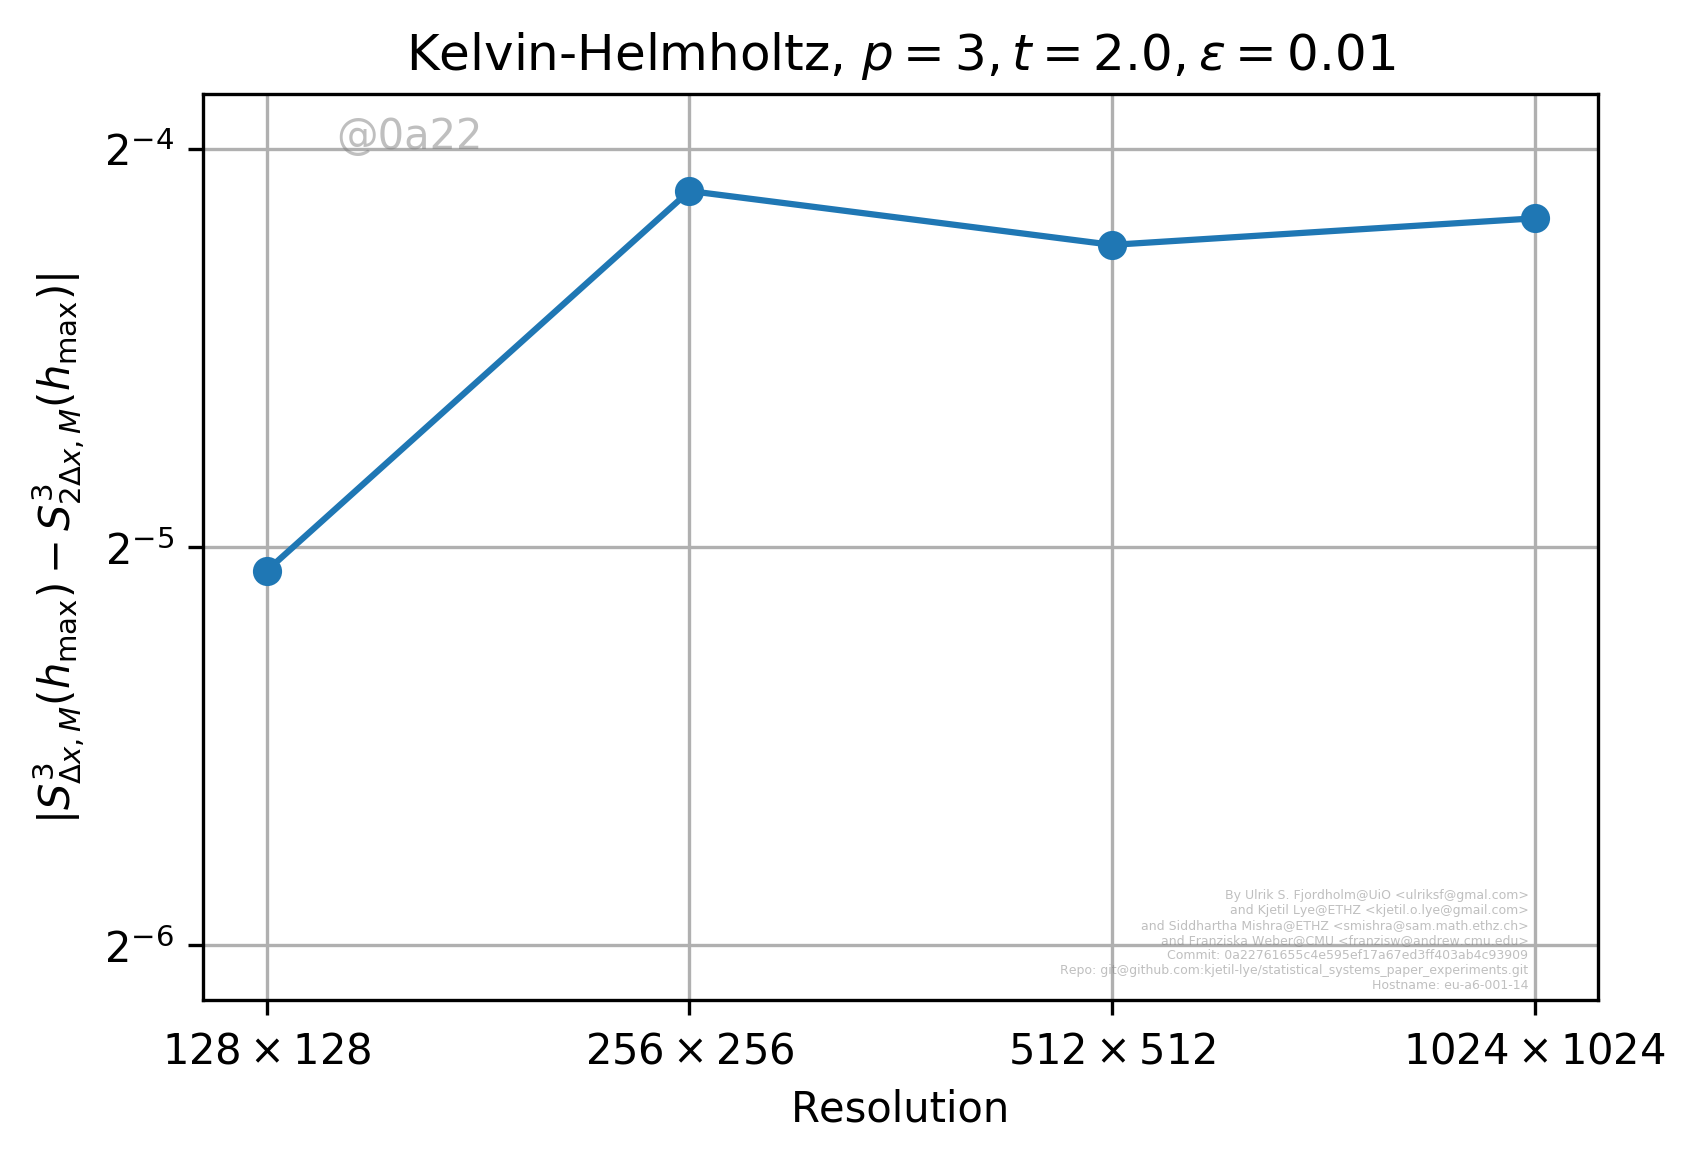 Kelvin-Helmholtz, p = 3, t = 2.0, ε = 0.01
@0a22
2⁻⁴
2⁻⁵
2⁻⁶
|S³_{Δx, M}(h_max) − S³_{2Δx, M}(h_max)|
By Ulrik S. Fjordholm@UiO <ulriksf@gmal.com>
and Kjetil Lye@ETHZ <kjetil.o.lye@gmail.com>
and Siddhartha Mishra@ETHZ <smishra@sam.math.ethz.ch>
and Franziska Weber@CMU <franzisw@andrew.cmu.edu>
Commit: 0a22761655c4e595ef17a67ed3ff403ab4c93909
Repo: git@github.com:kjetil-lye/statistical_systems_paper_experiments.git
Hostname: eu-a6-001-14
128 × 128 256 × 256 512 × 512 1024 × 1024
Resolution